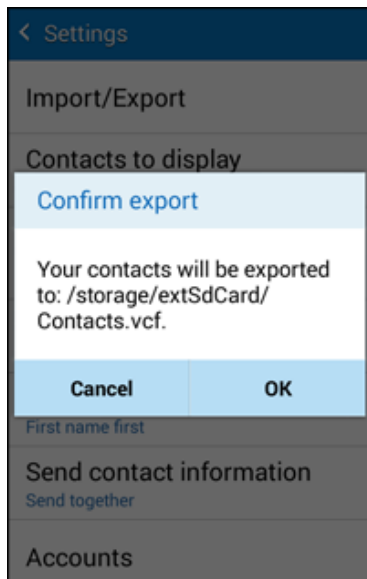 Settings
Import/Export
Contacts to display
Confirm export
Your contacts will be exported
to: /storage/extSdCard/
Contacts.vcf.
Cancel OK
First name first
Send contact information
Send together
Accounts